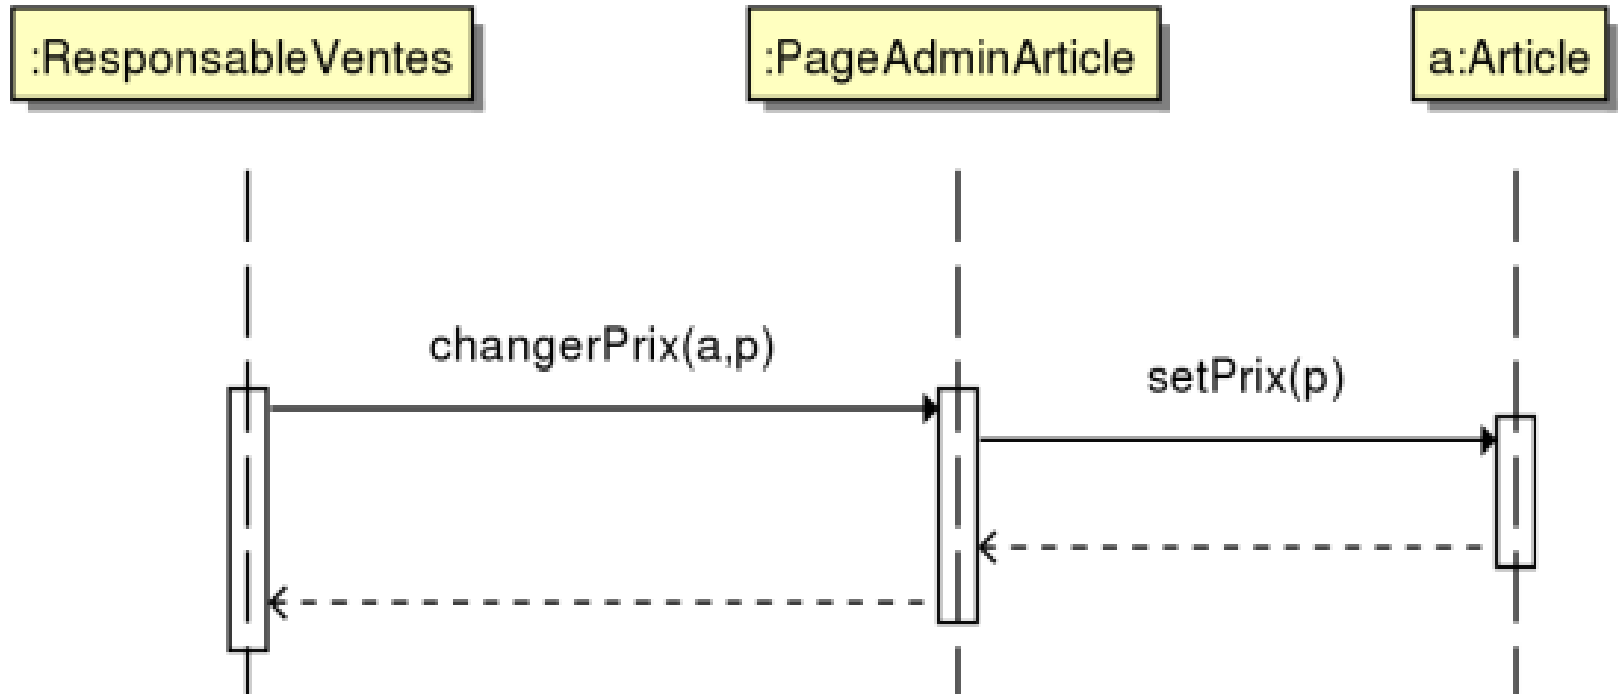 :ResponsableVentes
:PageAdminArticle
a:Article
changerPrix(a,p)
setPrix(p)